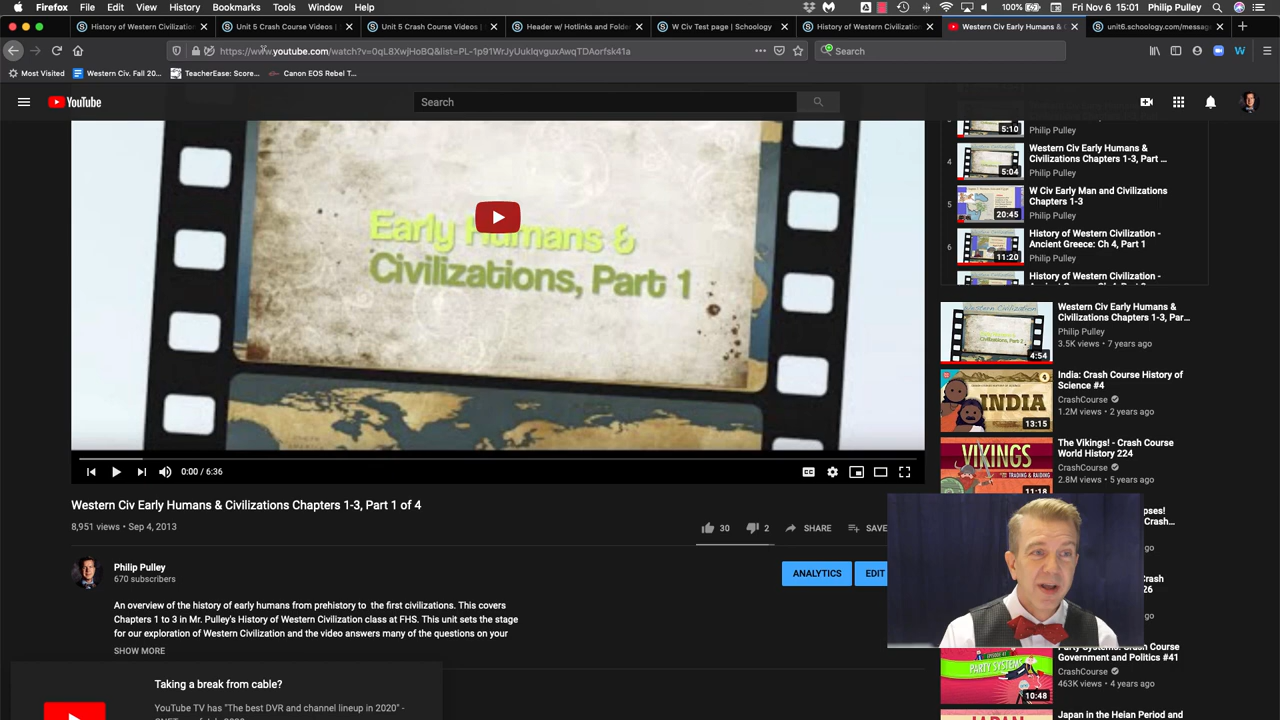 Firefox File Edit View History Bookmarks Tools Window Help 100% Fri Nov 6 15:01 Philip Pulley
History of Western Civilization Unit 5 Crash Course Videos | Unit 5 Crash Course Videos | Header w/ Hotlinks and Folde W Civ Test page | Schoology History of Western Civilization Western Civ Early Humans & unit6.schoology.com/messag
https://www.youtube.com/watch?v=0qL8XwjHoBQ&list=PL-1p91WrJyUukIqvguxAwqTDAorfsk41a Search
Most Visited Western Civ. Fall 20... TeacherEase: Score... Canon EOS Rebel T...
YouTube Search
Early Humans &
Civilizations, Part 1
0:00 / 6:36
Western Civ Early Humans & Civilizations Chapters 1-3, Part 1 of 4
8,951 views • Sep 4, 2013
30 2 SHARE SAVE
Philip Pulley
670 subscribers
ANALYTICS EDIT
An overview of the history of early humans from prehistory to the first civilizations. This covers
Chapters 1 to 3 in Mr. Pulley's History of Western Civilization class at FHS. This unit sets the stage
for our exploration of Western Civilization and the video answers many of the questions on your
SHOW MORE
Taking a break from cable?
YouTube TV has "The best DVR and channel lineup in 2020" -
5:10
Philip Pulley
4
5:04
Western Civ Early Humans &
Civilizations Chapters 1-3, Part ...
Philip Pulley
5
20:45
W Civ Early Man and Civilizations
Chapters 1-3
Philip Pulley
6
11:20
History of Western Civilization -
Ancient Greece: Ch 4, Part 1
Philip Pulley
History of Western Civilization -
Western Civilization
Civilizations, Part 2
4:54
Western Civ Early Humans &
Civilizations Chapters 1-3, Par...
Philip Pulley
3.5K views • 7 years ago
INDIA
13:15
India: Crash Course History of
Science #4
CrashCourse
1.2M views • 2 years ago
VIKINGS
11:18
The Vikings! - Crash Course
World History 224
CrashCourse
2.8M views • 5 years ago
PARTY SYSTEMS
10:48
Party Systems: Crash Course
Government and Politics #41
CrashCourse
463K views • 4 years ago
JAPAN
Japan in the Heian Period and